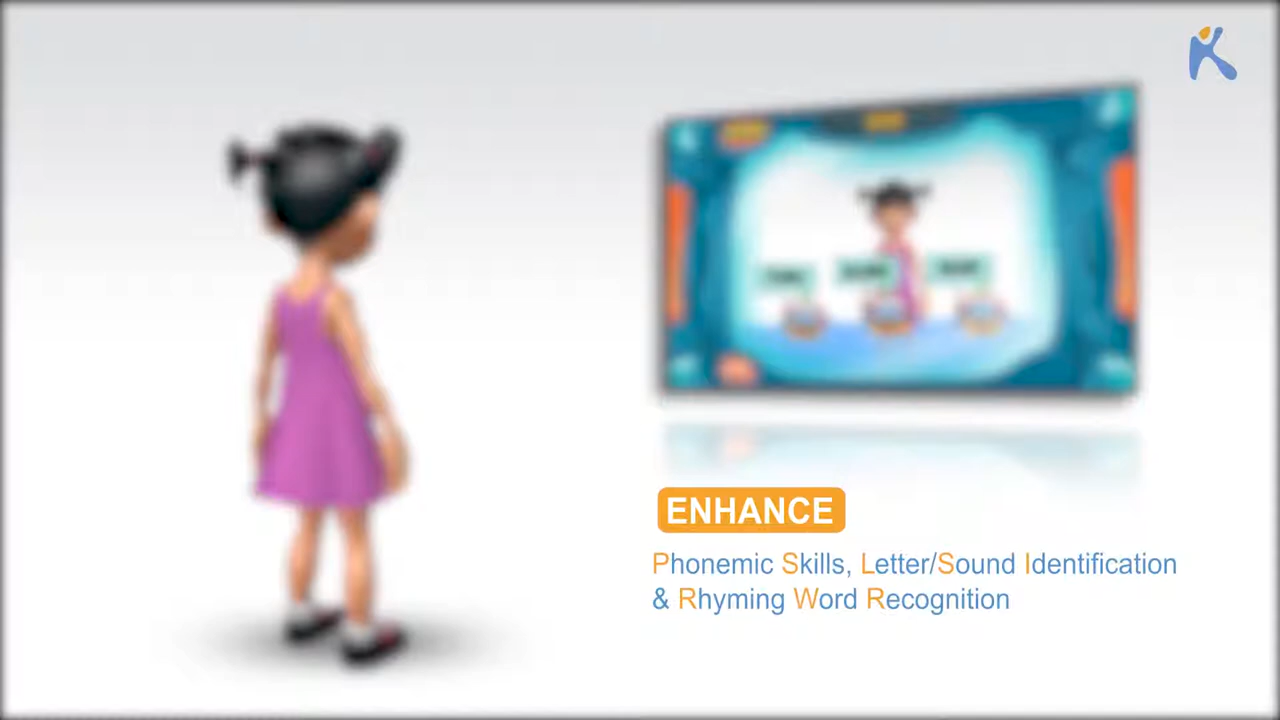 ENHANCE
Phonemic Skills, Letter/Sound Identification
& Rhyming Word Recognition